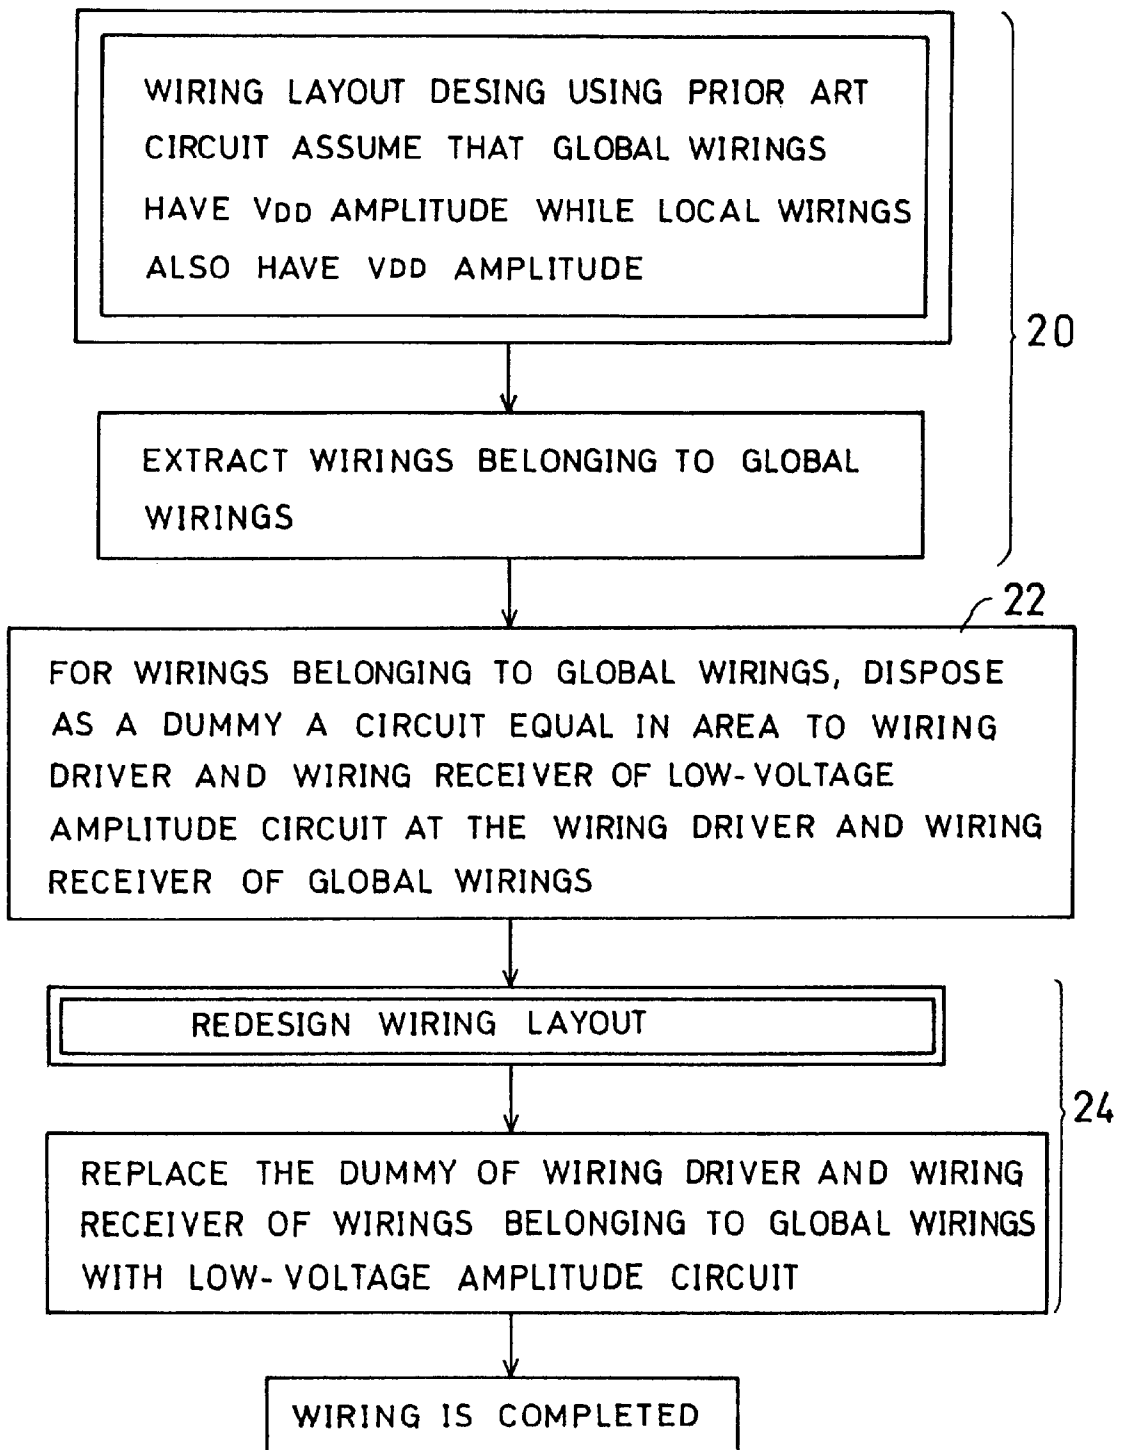 WIRING LAYOUT DESING USING PRIOR ART
CIRCUIT ASSUME THAT GLOBAL WIRINGS
HAVE VDD AMPLITUDE WHILE LOCAL WIRINGS
ALSO HAVE VDD AMPLITUDE
20
EXTRACT WIRINGS BELONGING TO GLOBAL
WIRINGS
22
FOR WIRINGS BELONGING TO GLOBAL WIRINGS, DISPOSE
AS A DUMMY A CIRCUIT EQUAL IN AREA TO WIRING
DRIVER AND WIRING RECEIVER OF LOW-VOLTAGE
AMPLITUDE CIRCUIT AT THE WIRING DRIVER AND WIRING
RECEIVER OF GLOBAL WIRINGS
REDESIGN WIRING LAYOUT
24
REPLACE THE DUMMY OF WIRING DRIVER AND WIRING
RECEIVER OF WIRINGS BELONGING TO GLOBAL WIRINGS
WITH LOW-VOLTAGE AMPLITUDE CIRCUIT
WIRING IS COMPLETED